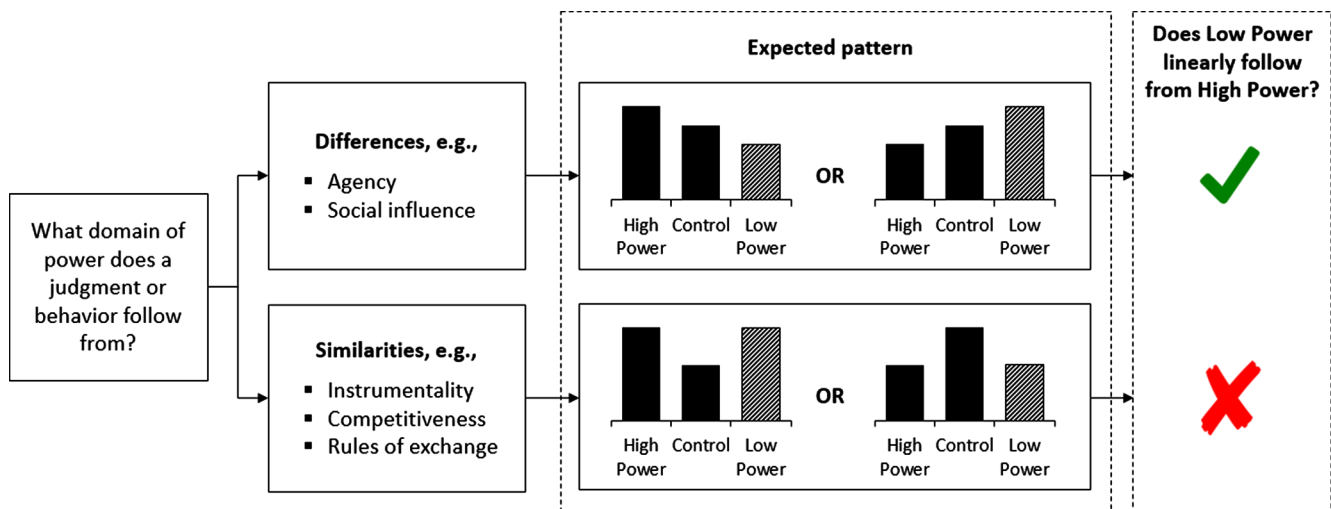 What domain of
power does a
judgment or
behavior follow
from?
Differences, e.g.,
▪ Agency
▪ Social influence
Similarities, e.g.,
▪ Instrumentality
▪ Competitiveness
▪ Rules of exchange
Expected pattern
High Control Low
Power Power
OR
High Control Low
Power Power
High Control Low
Power Power
OR
High Control Low
Power Power
Does Low Power
linearly follow
from High Power?